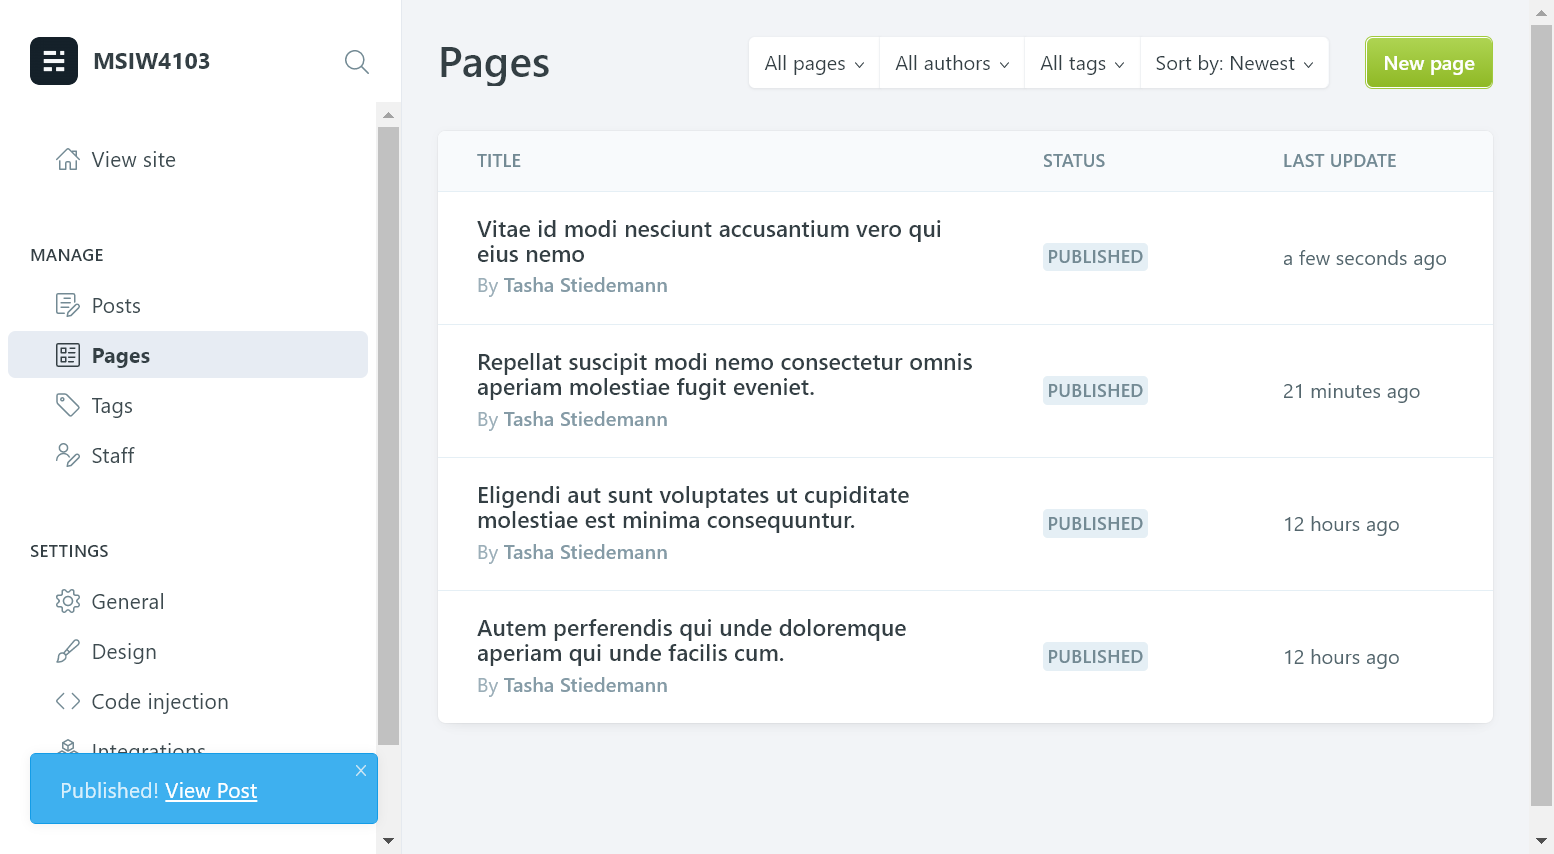 MSIW4103
View site
MANAGE
Posts
Pages
Tags
Staff
SETTINGS
General
Design
Code injection
Integrations
Published! View Post
Pages
All pages
All authors
All tags
Sort by: Newest
New page
TITLE
STATUS
LAST UPDATE
Vitae id modi nesciunt accusantium vero qui
eius nemo
By Tasha Stiedemann
PUBLISHED
a few seconds ago
Repellat suscipit modi nemo consectetur omnis
aperiam molestiae fugit eveniet.
By Tasha Stiedemann
PUBLISHED
21 minutes ago
Eligendi aut sunt voluptates ut cupiditate
molestiae est minima consequuntur.
By Tasha Stiedemann
PUBLISHED
12 hours ago
Autem perferendis qui unde doloremque
aperiam qui unde facilis cum.
By Tasha Stiedemann
PUBLISHED
12 hours ago